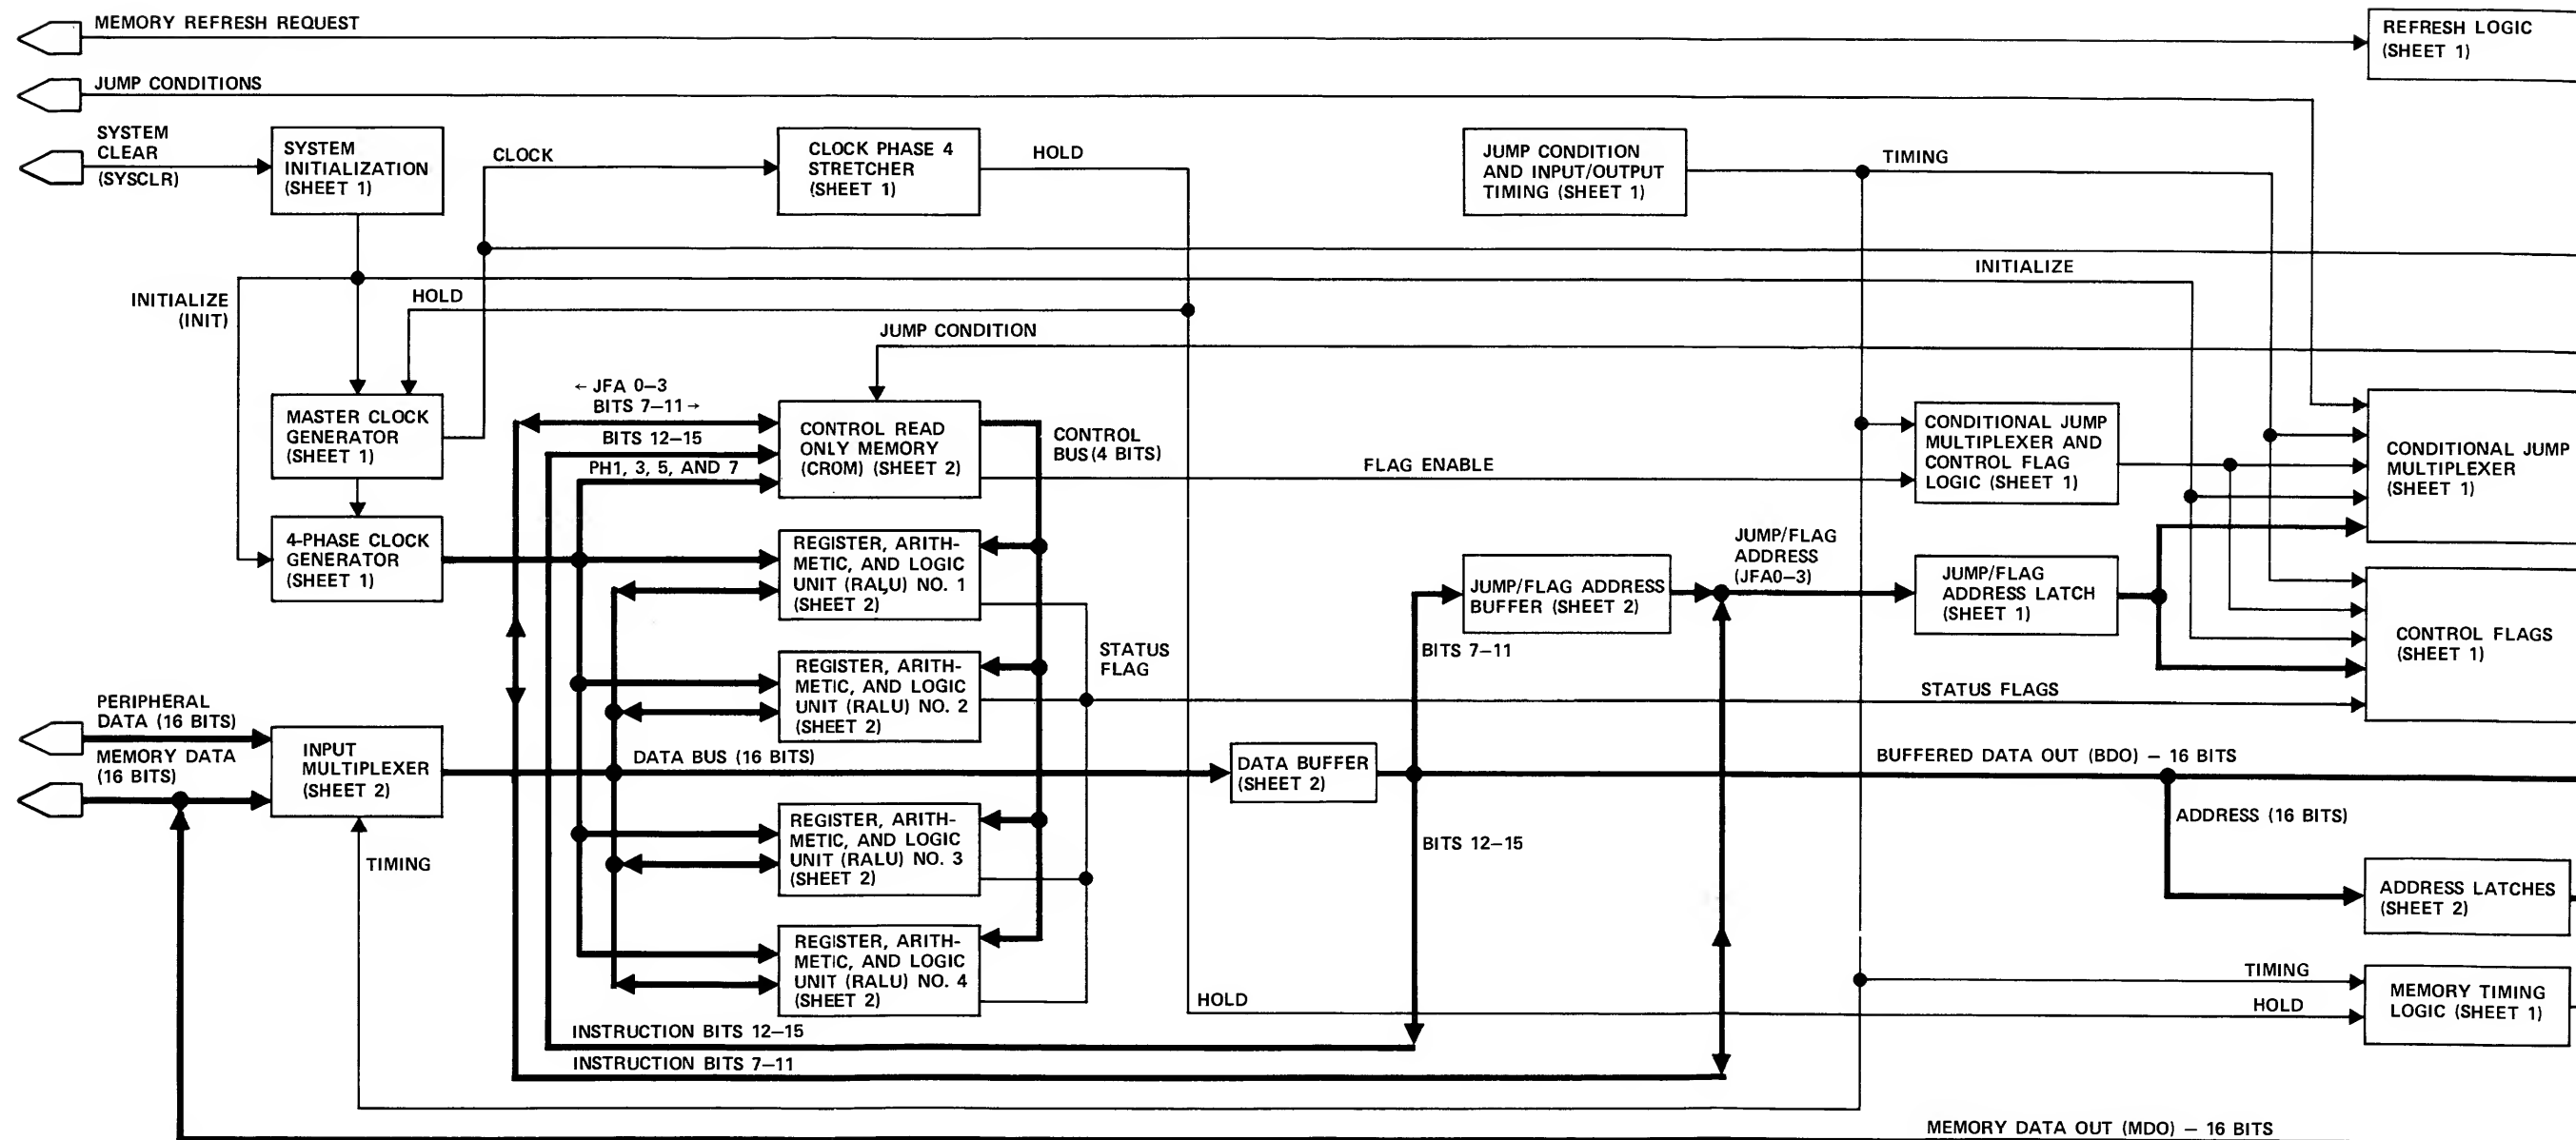 MEMORY REFRESH REQUEST
REFRESH LOGIC
(SHEET 1)
JUMP CONDITIONS
SYSTEM
CLEAR
(SYSCLR)
SYSTEM
INITIALIZATION
(SHEET 1)
CLOCK
CLOCK PHASE 4
STRETCHER
(SHEET 1)
HOLD
JUMP CONDITION
AND INPUT/OUTPUT
TIMING (SHEET 1)
TIMING
INITIALIZE
INITIALIZE
(INIT)
HOLD
JUMP CONDITION
← JFA 0–3
BITS 7–11 →
BITS 12–15
PH1, 3, 5, AND 7
MASTER CLOCK
GENERATOR
(SHEET 1)
CONTROL READ
ONLY MEMORY
(CROM) (SHEET 2)
CONTROL
BUS (4 BITS)
FLAG ENABLE
CONDITIONAL JUMP
MULTIPLEXER AND
CONTROL FLAG
LOGIC (SHEET 1)
CONDITIONAL JUMP
MULTIPLEXER
(SHEET 1)
4-PHASE CLOCK
GENERATOR
(SHEET 1)
REGISTER, ARITH-
METIC, AND LOGIC
UNIT (RALU) NO. 1
(SHEET 2)
JUMP/FLAG ADDRESS
BUFFER (SHEET 2)
JUMP/FLAG
ADDRESS
(JFA0–3)
JUMP/FLAG
ADDRESS LATCH
(SHEET 1)
CONTROL FLAGS
(SHEET 1)
BITS 7–11
STATUS
FLAG
REGISTER, ARITH-
METIC, AND LOGIC
UNIT (RALU) NO. 2
(SHEET 2)
STATUS FLAGS
PERIPHERAL
DATA (16 BITS)
MEMORY DATA
(16 BITS)
INPUT
MULTIPLEXER
(SHEET 2)
DATA BUS (16 BITS)
DATA BUFFER
(SHEET 2)
BUFFERED DATA OUT (BDO) – 16 BITS
ADDRESS (16 BITS)
BITS 12–15
TIMING
REGISTER, ARITH-
METIC, AND LOGIC
UNIT (RALU) NO. 3
(SHEET 2)
ADDRESS LATCHES
(SHEET 2)
REGISTER, ARITH-
METIC, AND LOGIC
UNIT (RALU) NO. 4
(SHEET 2)
HOLD
TIMING
HOLD
MEMORY TIMING
LOGIC (SHEET 1)
INSTRUCTION BITS 12–15
INSTRUCTION BITS 7–11
MEMORY DATA OUT (MDO) – 16 BITS